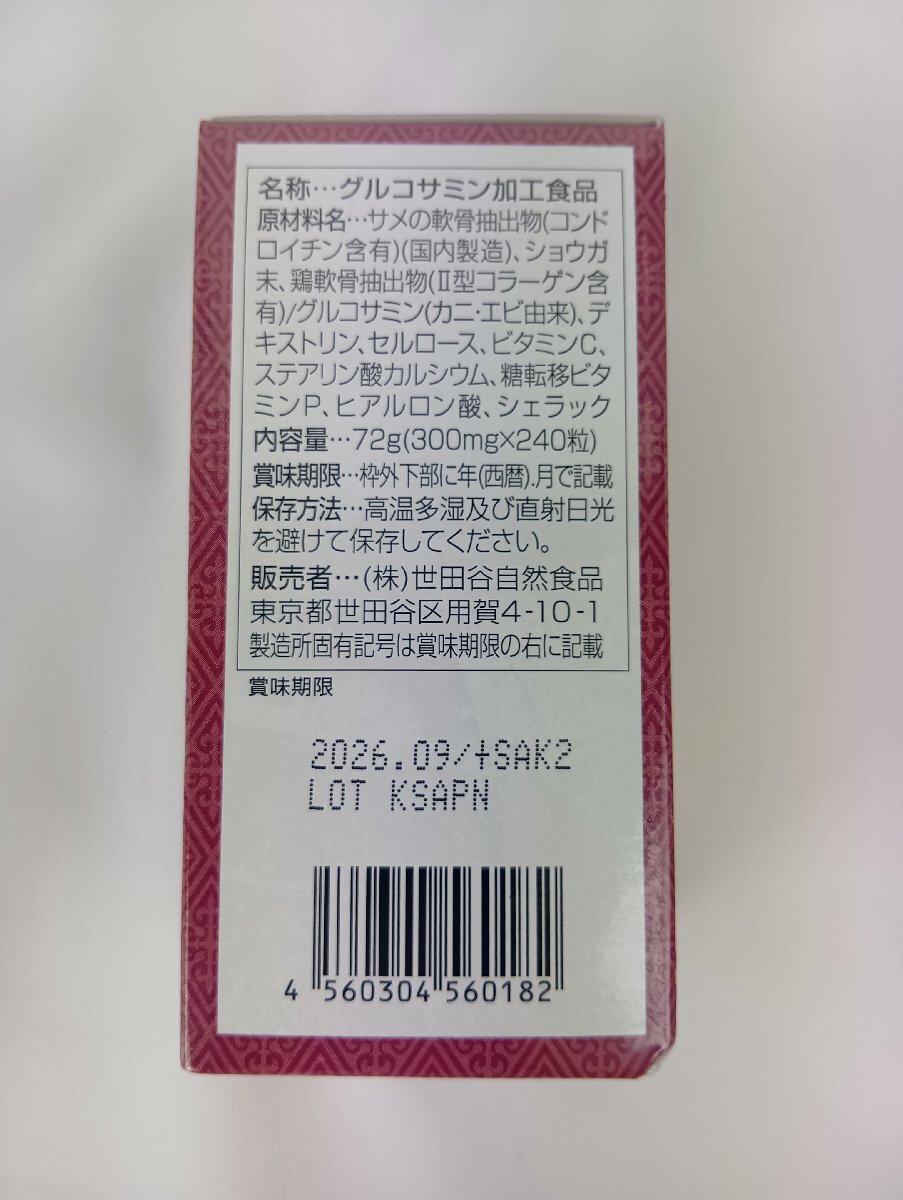 名称…グルコサミン加工食品
原材料名…サメの軟骨抽出物(コンド
ロイチン含有)(国内製造)、ショウガ
末、鶏軟骨抽出物(Ⅱ型コラーゲン含
有)/グルコサミン(カニ・エビ由来)、デ
キストリン、セルロース、ビタミンC、
ステアリン酸カルシウム、糖転移ビタ
ミンP、ヒアルロン酸、シェラック
内容量…72g(300mg×240粒)
賞味期限…枠外下部に年(西暦).月で記載
保存方法…高温多湿及び直射日光
を避けて保存してください。
販売者…(株)世田谷自然食品
東京都世田谷区用賀4-10-1
製造所固有記号は賞味期限の右に記載
賞味期限
2026.09/+SAK2
LOT KSAPN
4 560304 560182